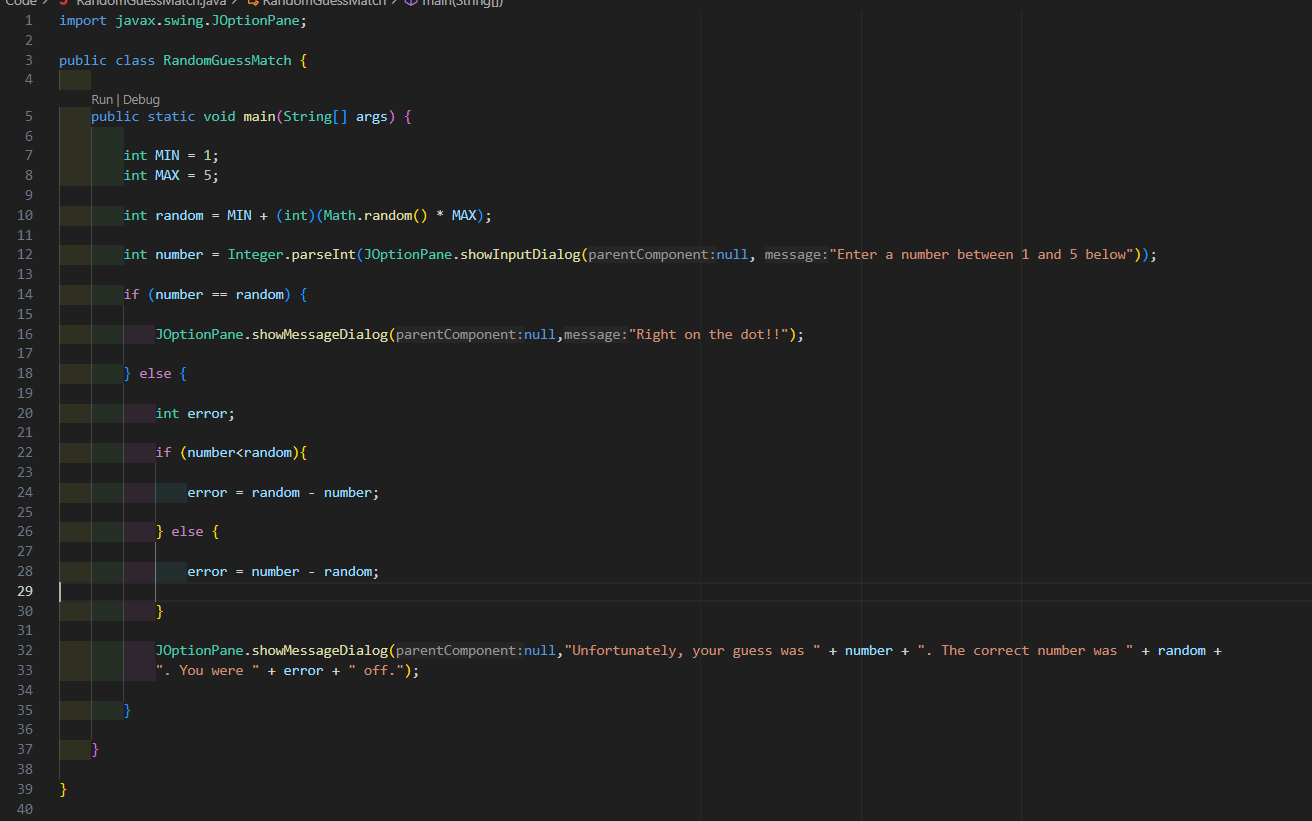 Code > RandomGuessMatch.java > RandomGuessMatch > main(String[])
1 import javax.swing.JOptionPane;
2
3 public class RandomGuessMatch {
4
Run | Debug
5 public static void main(String[] args) {
6
7 int MIN = 1;
8 int MAX = 5;
9
10 int random = MIN + (int)(Math.random() * MAX);
11
12 int number = Integer.parseInt(JOptionPane.showInputDialog(parentComponent:null, message:"Enter a number between 1 and 5 below"));
13
14 if (number == random) {
15
16 JOptionPane.showMessageDialog(parentComponent:null,message:"Right on the dot!!");
17
18 } else {
19
20 int error;
21
22 if (number<random){
23
24 error = random - number;
25
26 } else {
27
28 error = number - random;
29
30 }
31
32 JOptionPane.showMessageDialog(parentComponent:null,"Unfortunately, your guess was " + number + ". The correct number was " + random +
33 ". You were " + error + " off.");
34
35 }
36
37 }
38
39 }
40